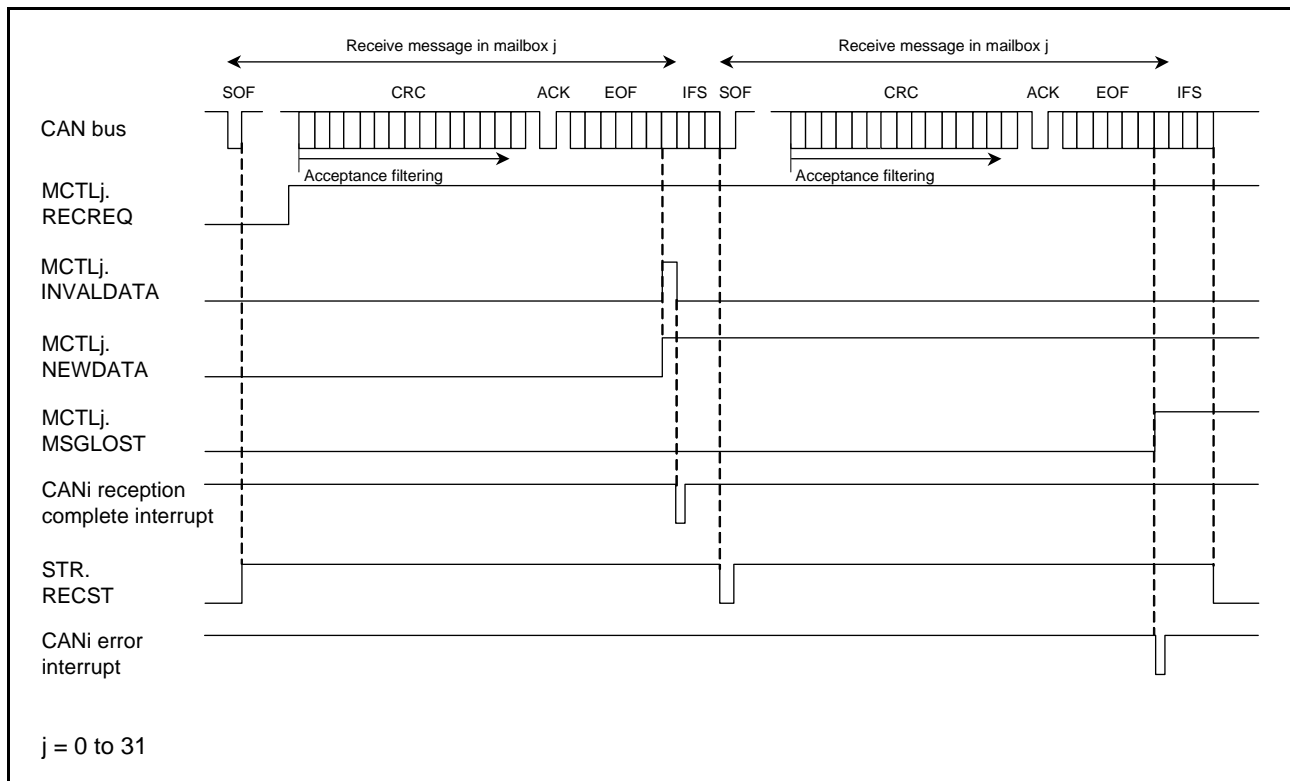 Receive message in mailbox j
Receive message in mailbox j
SOF
CRC
ACK
EOF
IFS
SOF
CRC
ACK
EOF
IFS
CAN bus
Acceptance filtering
Acceptance filtering
MCTLj.
RECREQ
MCTLj.
INVALDATA
MCTLj.
NEWDATA
MCTLj.
MSGLOST
CANi reception
complete interrupt
STR.
RECST
CANi error
interrupt
j = 0 to 31